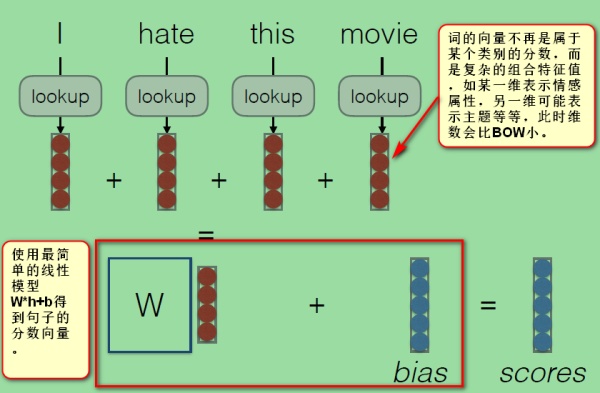 I hate this movie
lookup lookup lookup lookup
词的向量不再是属于
某个类别的分数，而
是复杂的组合特征值
，如某一维表示情感
属性，另一维可能表
示主题等等，此时维
数会比BOW小。
+ + +
=
使用最简
单的线性
模型
W*h+b得
到句子的
分数向量
。
W + =
bias scores